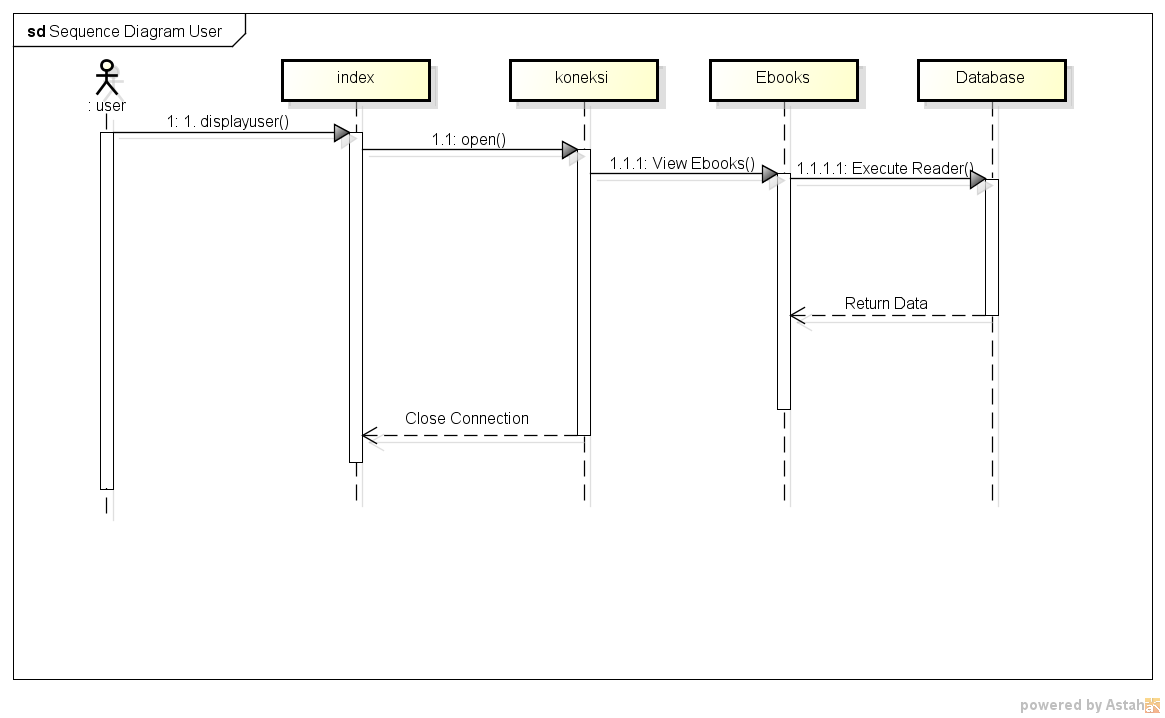 sd Sequence Diagram User
: user
index
koneksi
Ebooks
Database
1: 1. displayuser()
1.1: open()
1.1.1: View Ebooks()
1.1.1.1: Execute Reader()
Return Data
Close Connection
powered by Astah